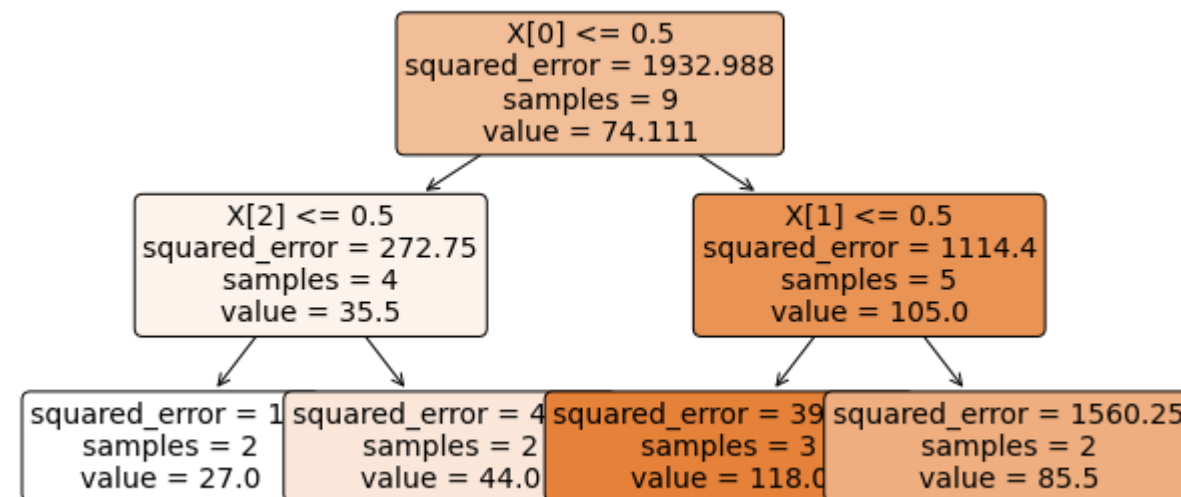 X[0] <= 0.5
squared_error = 1932.988
samples = 9
value = 74.111
X[2] <= 0.5
squared_error = 272.75
samples = 4
value = 35.5
X[1] <= 0.5
squared_error = 1114.4
samples = 5
value = 105.0
squared_error = 1
samples = 2
value = 27.0
squared_error = 4
samples = 2
value = 44.0
squared_error = 39
samples = 3
value = 118.0
squared_error = 1560.25
samples = 2
value = 85.5